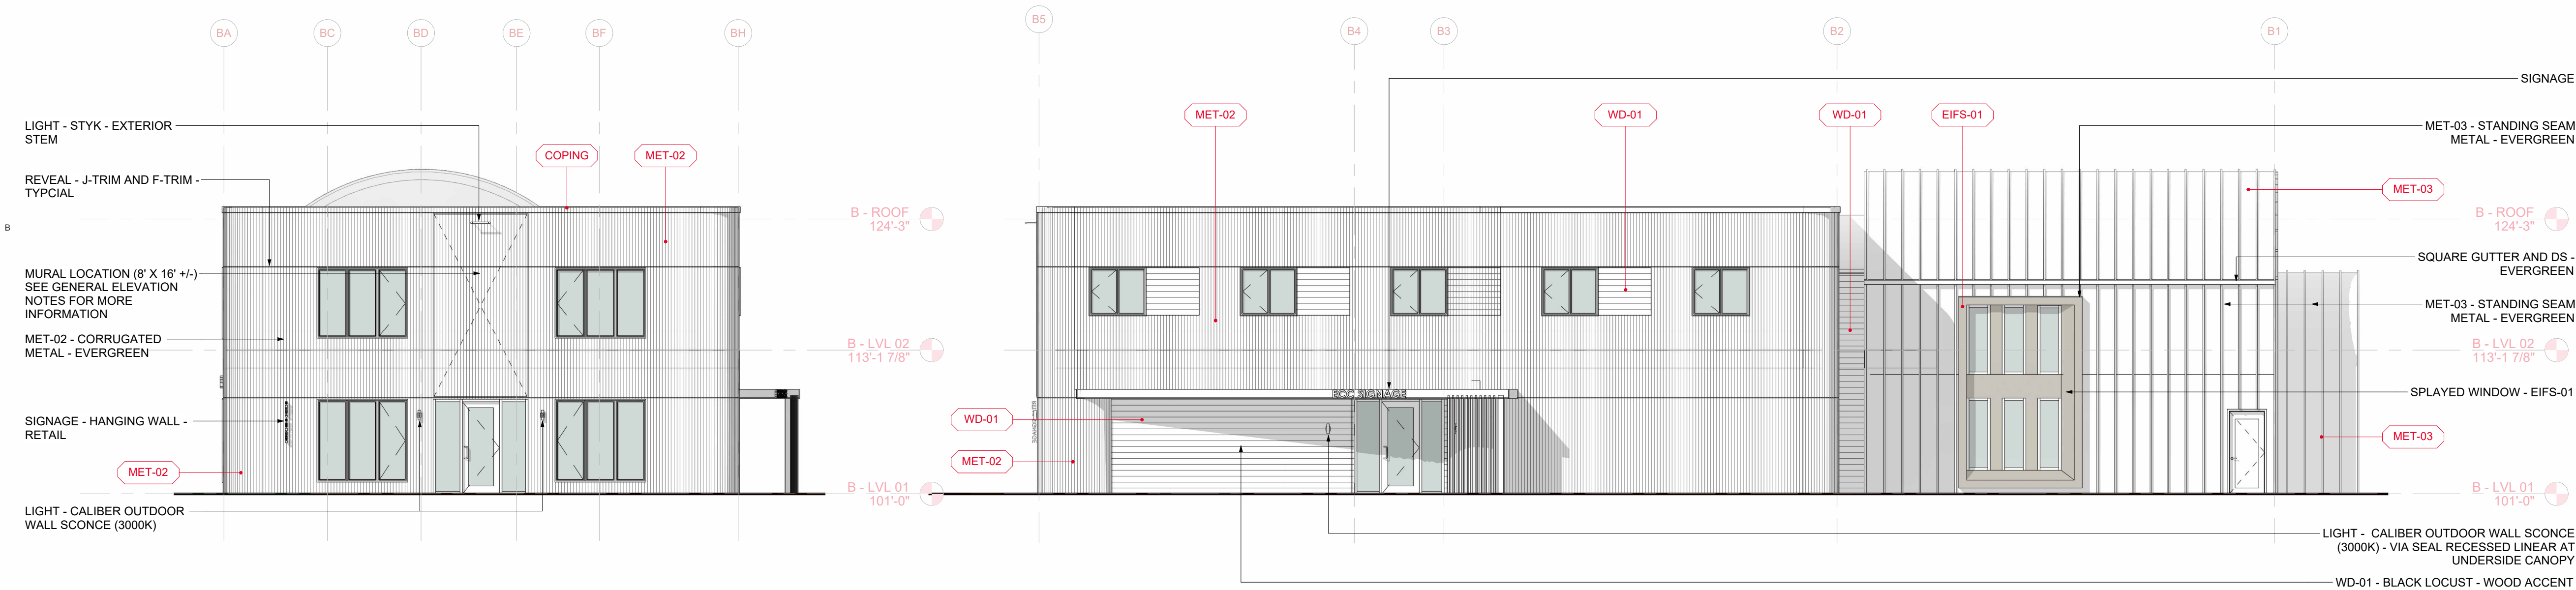 BA
BC
BD
BE
BF
BH
B5
B4
B3
B2
B1
LIGHT - STYK - EXTERIOR
STEM
REVEAL - J-TRIM AND F-TRIM -
TYPCIAL
B
MURAL LOCATION (8' X 16' +/-)
SEE GENERAL ELEVATION
NOTES FOR MORE
INFORMATION
MET-02 - CORRUGATED
METAL - EVERGREEN
SIGNAGE - HANGING WALL -
RETAIL
MET-02
LIGHT - CALIBER OUTDOOR
WALL SCONCE (3000K)
COPING
MET-02
B - ROOF
124'-3"
B - LVL 02
113'-1 7/8"
B - LVL 01
101'-0"
MET-02
WD-01
WD-01
EIFS-01
WD-01
MET-02
ECC SIGNAGE
SIGNAGE
MET-03 - STANDING SEAM
METAL - EVERGREEN
MET-03
B - ROOF
124'-3"
SQUARE GUTTER AND DS -
EVERGREEN
MET-03 - STANDING SEAM
METAL - EVERGREEN
B - LVL 02
113'-1 7/8"
SPLAYED WINDOW - EIFS-01
MET-03
B - LVL 01
101'-0"
LIGHT -  CALIBER OUTDOOR WALL SCONCE
(3000K) - VIA SEAL RECESSED LINEAR AT
UNDERSIDE CANOPY
WD-01 - BLACK LOCUST - WOOD ACCENT